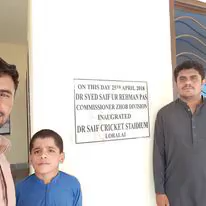 ON THIS DAY 25TH APRIL 2018
DR SYED SAIF UR REHMAN PAS
COMMISSIONER ZHOB DIVISION
INAUGRATED
DR SAIF CRICKET STAIDIUM
LORALAI